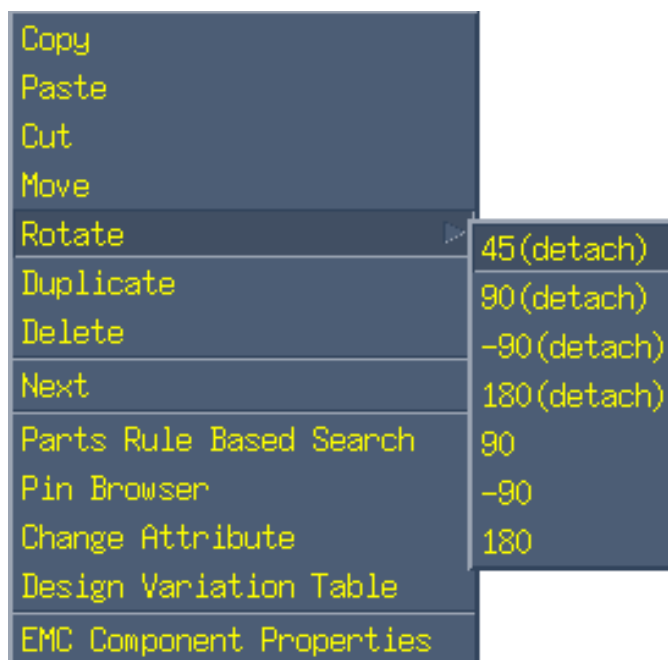 Copy
Paste
Cut
Move
Rotate
Duplicate
Delete
Next
Parts Rule Based Search
Pin Browser
Change Attribute
Design Variation Table
EMC Component Properties
45(detach)
90(detach)
-90(detach)
180(detach)
90
-90
180